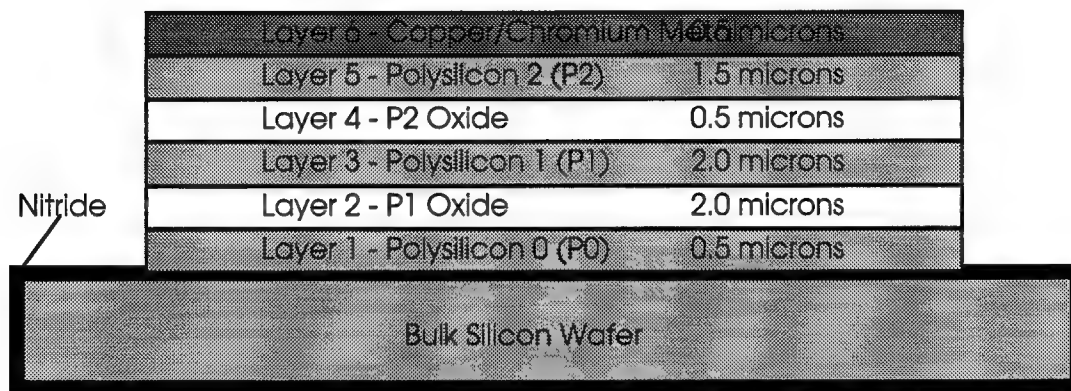 Layer 6 - Copper/Chromium Metal microns
Layer 5 - Polysilicon 2 (P2) 1.5 microns
Layer 4 - P2 Oxide 0.5 microns
Layer 3 - Polysilicon 1 (P1) 2.0 microns
Nitride
Layer 2 - P1 Oxide 2.0 microns
Layer 1 - Polysilicon 0 (P0) 0.5 microns
Bulk Silicon Wafer